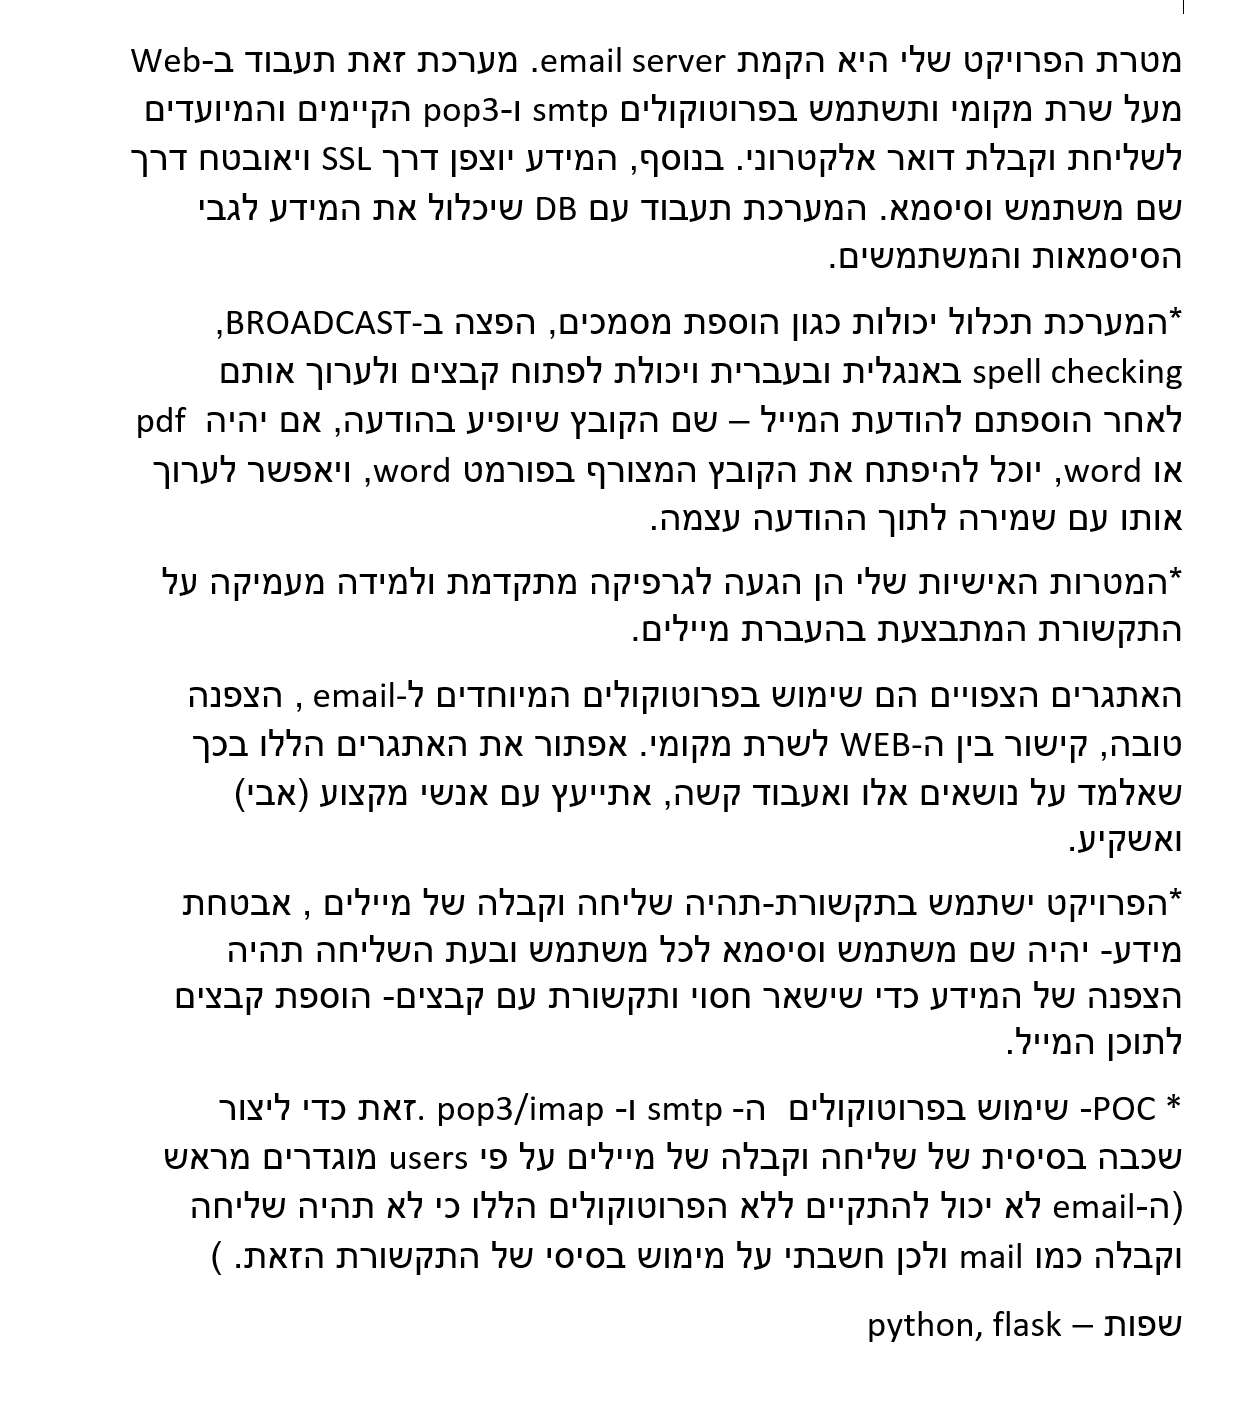 מטרת הפרויקט שלי היא הקמת email server. מערכת זאת תעבוד ב-Web
מעל שרת מקומי ותשתמש בפרוטוקולים smtp ו-pop3 הקיימים והמיועדים
לשליחת וקבלת דואר אלקטרוני. בנוסף, המידע יוצפן דרך SSL ויאובטח דרך
שם משתמש וסיסמא. המערכת תעבוד עם DB שיכלול את המידע לגבי
הסיסמאות והמשתמשים.
*המערכת תכלול יכולות כגון הוספת מסמכים, הפצה ב-BROADCAST,
spell checking באנגלית ובעברית ויכולת לפתוח קבצים ולערוך אותם
לאחר הוספתם להודעת המייל – שם הקובץ שיופיע בהודעה, אם יהיה  pdf
או word, יוכל להיפתח את הקובץ המצורף בפורמט word, ויאפשר לערוך
אותו עם שמירה לתוך ההודעה עצמה.
*המטרות האישיות שלי הן הגעה לגרפיקה מתקדמת ולמידה מעמיקה על
התקשורת המתבצעת בהעברת מיילים.
האתגרים הצפויים הם שימוש בפרוטוקולים המיוחדים ל-email , הצפנה
טובה, קישור בין ה-WEB לשרת מקומי. אפתור את האתגרים הללו בכך
שאלמד על נושאים אלו ואעבוד קשה, אתייעץ עם אנשי מקצוע (אבי)
ואשקיע.
*הפרויקט ישתמש בתקשורת-תהיה שליחה וקבלה של מיילים , אבטחת
מידע- יהיה שם משתמש וסיסמא לכל משתמש ובעת השליחה תהיה
הצפנה של המידע כדי שישאר חסוי ותקשורת עם קבצים- הוספת קבצים
לתוכן המייל.
* POC- שימוש בפרוטוקולים  ה- smtp ו- pop3/imap .זאת כדי ליצור
שכבה בסיסית של שליחה וקבלה של מיילים על פי users מוגדרים מראש
(ה-email לא יכול להתקיים ללא הפרוטוקולים הללו כי לא תהיה שליחה
וקבלה כמו mail ולכן חשבתי על מימוש בסיסי של התקשורת הזאת. )
שפות – python, flask